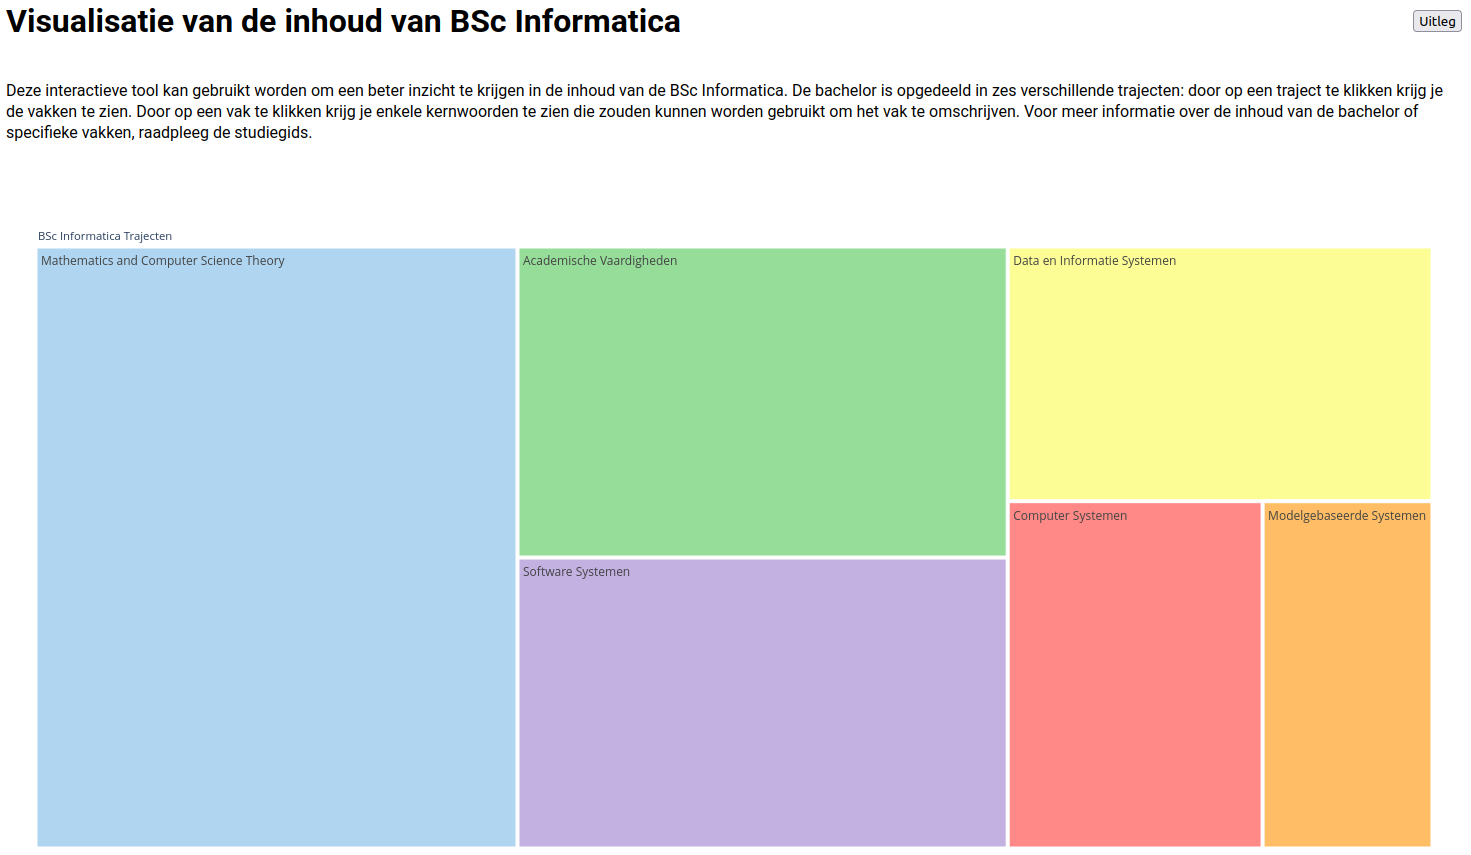 Visualisatie van de inhoud van BSc Informatica
Uitleg
Deze interactieve tool kan gebruikt worden om een beter inzicht te krijgen in de inhoud van de BSc Informatica. De bachelor is opgedeeld in zes verschillende trajecten: door op een traject te klikken krijg je
de vakken te zien. Door op een vak te klikken krijg je enkele kernwoorden te zien die zouden kunnen worden gebruikt om het vak te omschrijven. Voor meer informatie over de inhoud van de bachelor of
specifieke vakken, raadpleeg de studiegids.
BSc Informatica Trajecten
Mathematics and Computer Science Theory
Academische Vaardigheden
Data en Informatie Systemen
Computer Systemen
Modelgebaseerde Systemen
Software Systemen